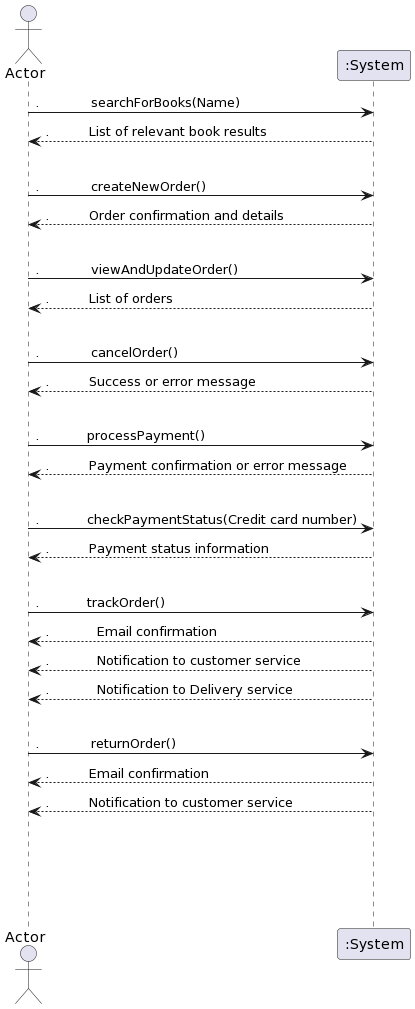 Actor
:System
. searchForBooks(Name)
. List of relevant book results
. createNewOrder()
. Order confirmation and details
. viewAndUpdateOrder()
. List of orders
. cancelOrder()
. Success or error message
. processPayment()
. Payment confirmation or error message
. checkPaymentStatus(Credit card number)
. Payment status information
. trackOrder()
. Email confirmation
. Notification to customer service
. Notification to Delivery service
. returnOrder()
. Email confirmation
. Notification to customer service
Actor
:System